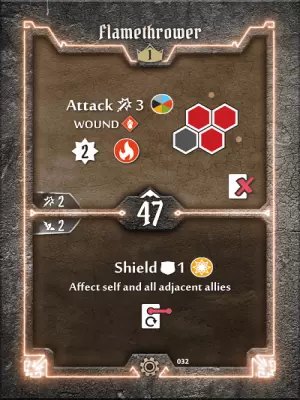 Flamethrower
1
Attack 3
WOUND
2
2
2
47
Shield 1
Affect self and all adjacent allies
032